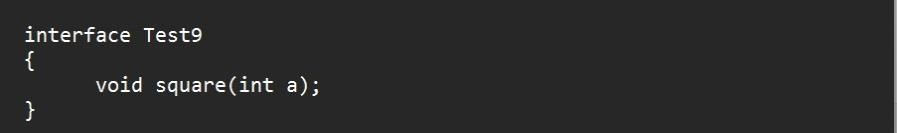 interface Test9
{
      void square(int a);
}